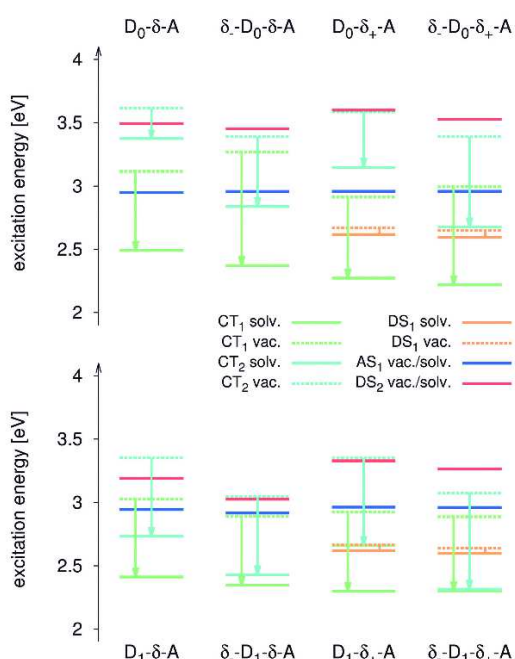 D₀-δ-A δ₋-D₀-δ-A D₀-δ₊-A δ₋-D₀-δ₊-A
4
3.5
3
2.5
2
excitation energy [eV]
CT₁ solv. DS₁ solv.
CT₁ vac. DS₁ vac.
CT₂ solv. AS₁ vac./solv.
CT₂ vac. DS₂ vac./solv.
4
3.5
3
2.5
2
excitation energy [eV]
D₁-δ-A δ₋-D₁-δ-A D₁-δ₊-A δ₋-D₁-δ₊-A